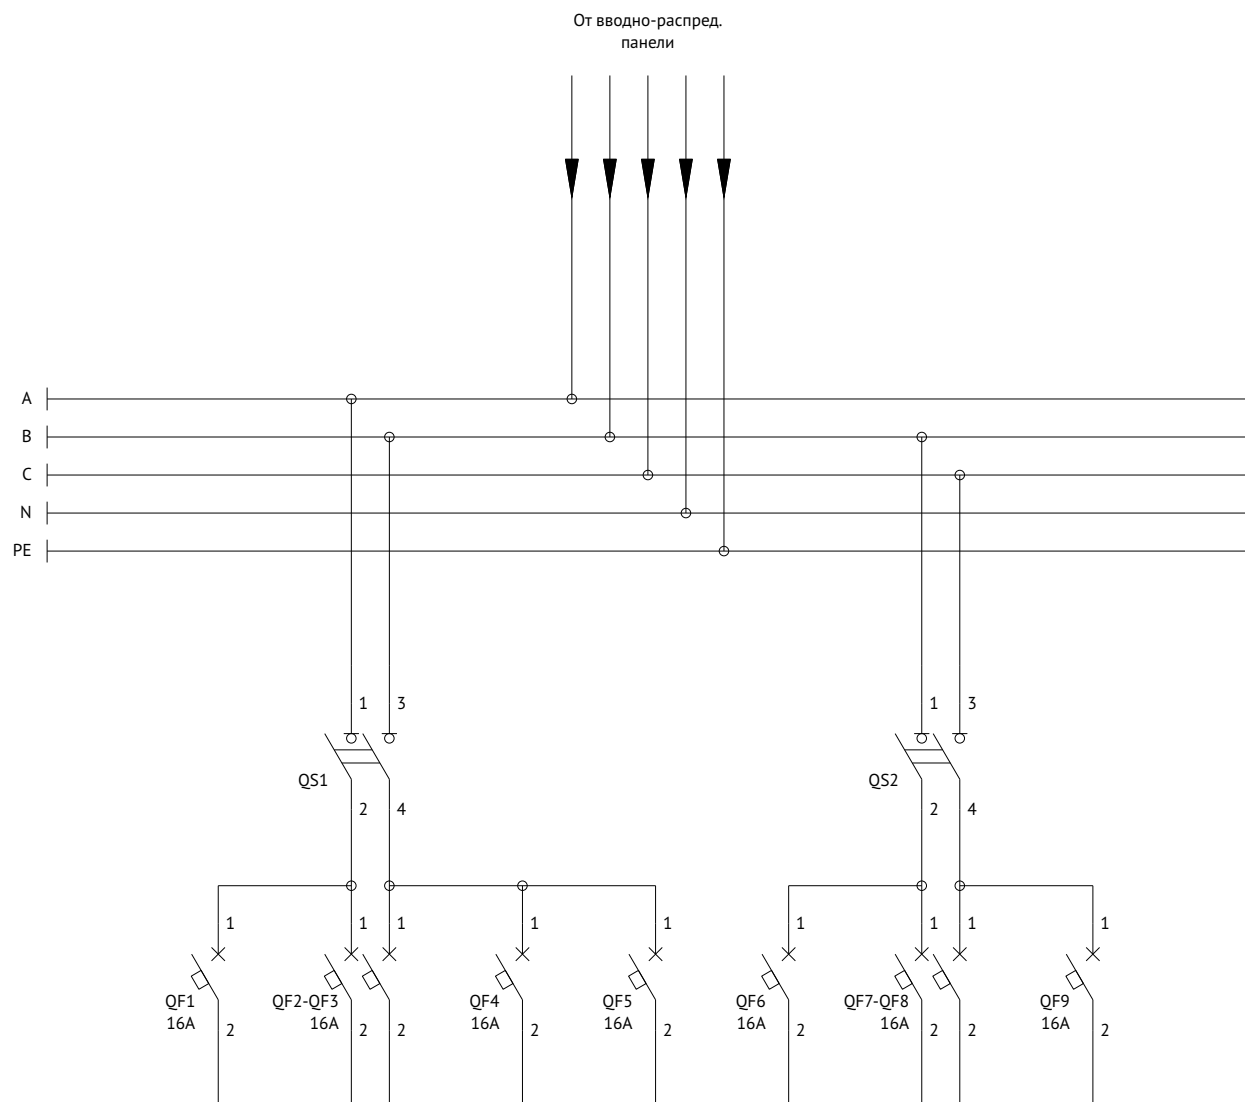 От вводно-распред.
панели
A
B
C
N
PE
1 3 1 3
QS1 QS2
2 4 2 4
1 1 1 1 1 1 1 1 1
QF1 QF2-QF3 QF4 QF5 QF6 QF7-QF8 QF9
16A 16A 16A 16A 16A 16A 16A
2 2 2 2 2 2 2 2 2